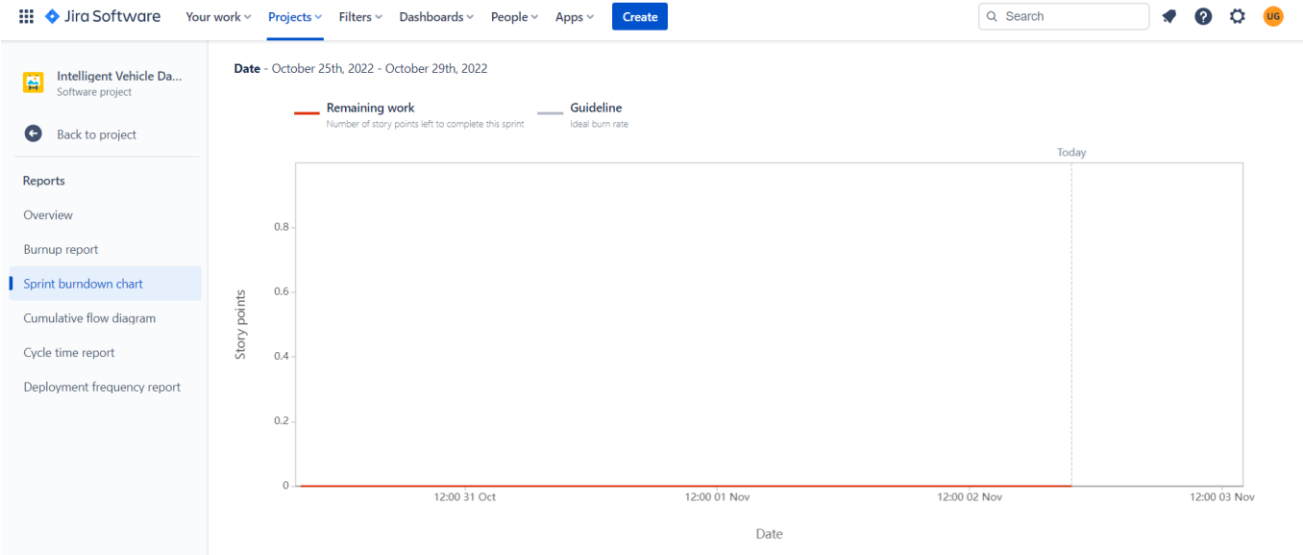 Jira Software Your work Projects Filters Dashboards People Apps Create Search UG
Intelligent Vehicle Da...
Software project
Back to project
Reports
Overview
Burnup report
Sprint burndown chart
Cumulative flow diagram
Cycle time report
Deployment frequency report
Date - October 25th, 2022 - October 29th, 2022
Remaining work
Number of story points left to complete this sprint
Guideline
Ideal burn rate
Today
Story points
0.8
0.6
0.4
0.2
0
12:00 31 Oct 12:00 01 Nov 12:00 02 Nov 12:00 03 Nov
Date